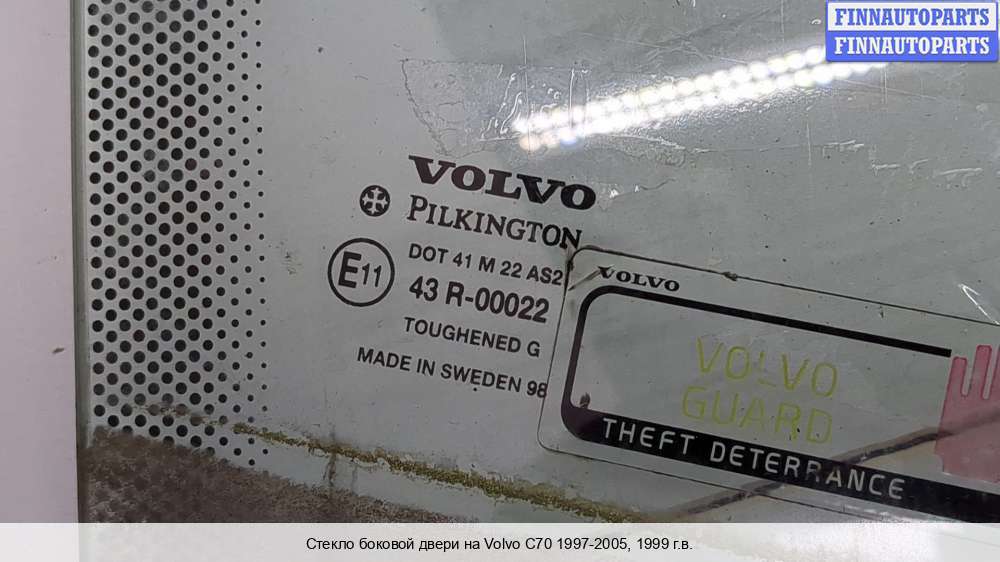 FINNAUTOPARTS
FINNAUTOPARTS
VOLVO
PILKINGTON
DOT 41 M 22 AS2
E11
43 R-00022
TOUGHENED G
MADE IN SWEDEN 98
VOLVO
VOLVO
GUARD
THEFT DETERRANCE
Стекло боковой двери на Volvo C70 1997-2005, 1999 г.в.